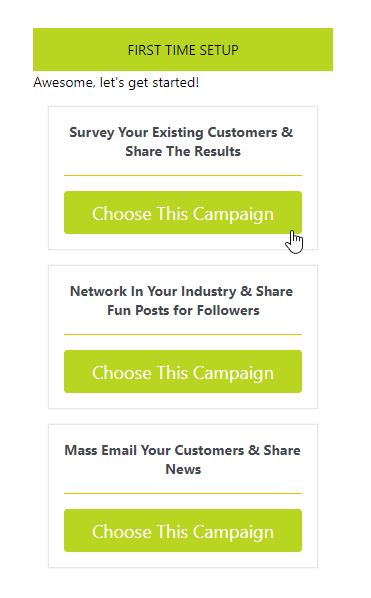 FIRST TIME SETUP
Awesome, let's get started!
Survey Your Existing Customers &
Share The Results
Choose This Campaign
Network In Your Industry & Share
Fun Posts for Followers
Choose This Campaign
Mass Email Your Customers & Share
News
Choose This Campaign